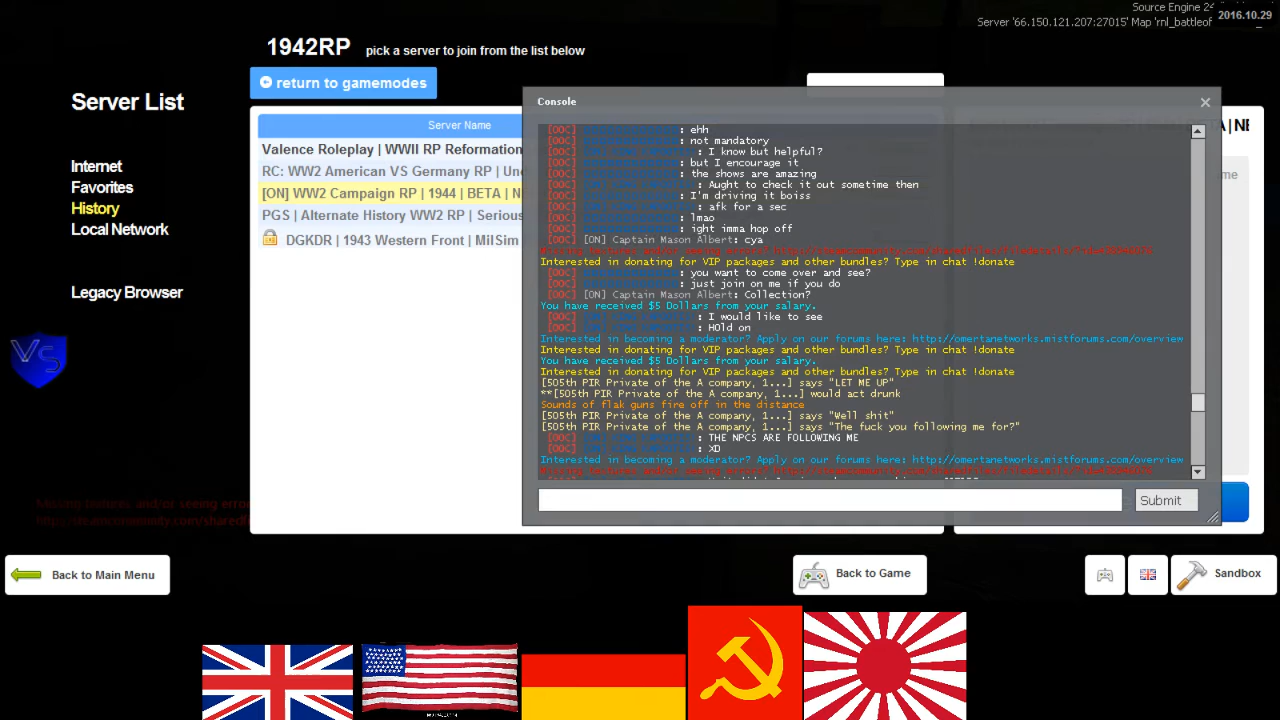 Source Engine 24
2016.10.29
Server '66.150.121.207:27015' Map 'rnl_battleof
1942RP pick a server to join from the list below
return to gamemodes
Server List
Internet
Favorites
History
Local Network
Legacy Browser
VS
Server Name
Valence Roleplay | WWII RP Reformation
RC: WW2 American VS Germany RP | Unc
[ON] WW2 Campaign RP | 1944 | BETA | N
PGS | Alternate History WW2 RP | Serious
DGKDR | 1943 Western Front | MilSim
Console
[OOC] : ehh
[OOC] : not mandatory
[OOC] : I know but helpful?
[OOC] : but I encourage it
[OOC] : the shows are amazing
[OOC] : Aught to check it out sometime then
[OOC] : I'm driving it boiss
[OOC] : afk for a sec
[OOC] : lmao
[OOC] : ight imma hop off
[OOC] [ON] Captain Mason Albert: cya
Interested in donating for VIP packages and other bundles? Type in chat !donate
[OOC] : you want to come over and see?
[OOC] : just join on me if you do
[OOC] [ON] Captain Mason Albert: Collection?
You have received $5 Dollars from your salary.
[OOC] : I would like to see
[OOC] : HOld on
Interested in becoming a moderator? Apply on our forums here: http://omertanetworks.mistforums.com/overview
Interested in donating for VIP packages and other bundles? Type in chat !donate
You have received $5 Dollars from your salary.
Interested in donating for VIP packages and other bundles? Type in chat !donate
[505th PIR Private of the A company, 1...] says "LET ME UP"
**[505th PIR Private of the A company, 1...] would act drunk
Sounds of flak guns fire off in the distance
[505th PIR Private of the A company, 1...] says "Well shit"
[505th PIR Private of the A company, 1...] says "The fuck you following me for?"
[OOC] : THE NPCS ARE FOLLOWING ME
[OOC] : XD
Interested in becoming a moderator? Apply on our forums here: http://omertanetworks.mistforums.com/overview
Submit
Back to Main Menu
Back to Game
Sandbox